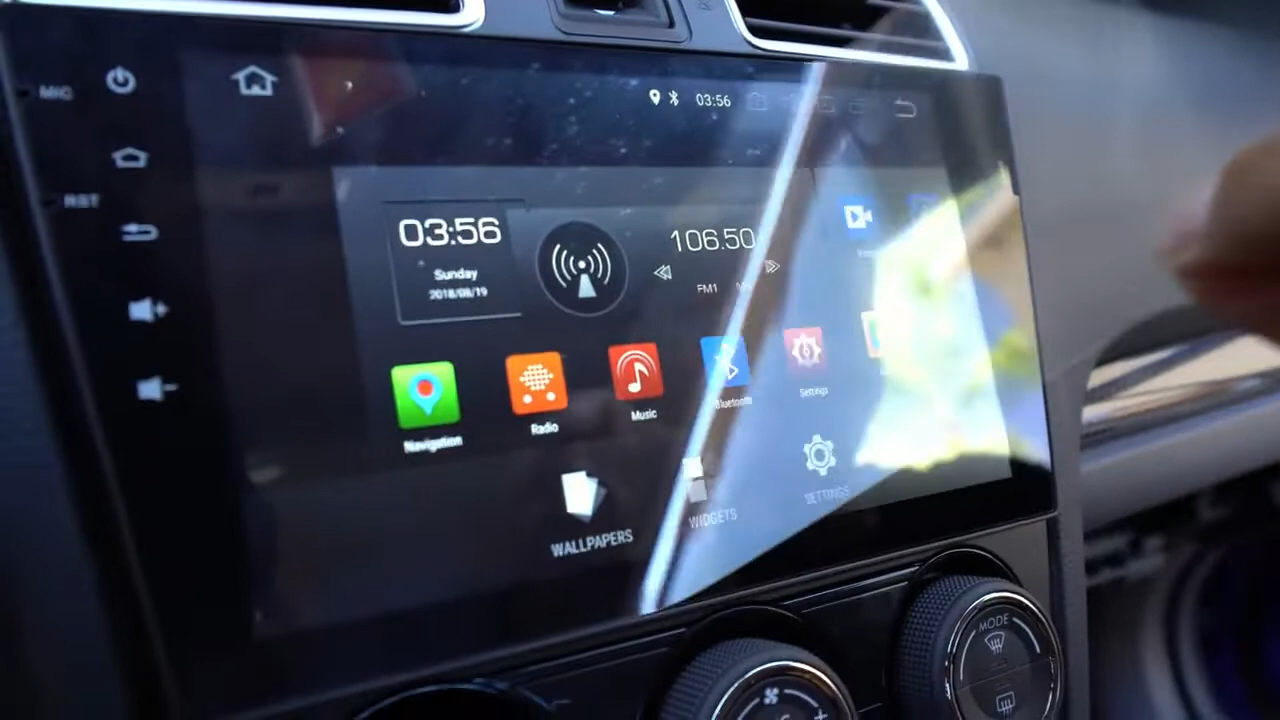 MIC
03:56
RST
03:56
106.50
Sunday
2018/08/19
FM1
Navigation
Radio
Music
Bluetooth
Settings
WALLPAPERS
WIDGETS
SETTINGS
MODE